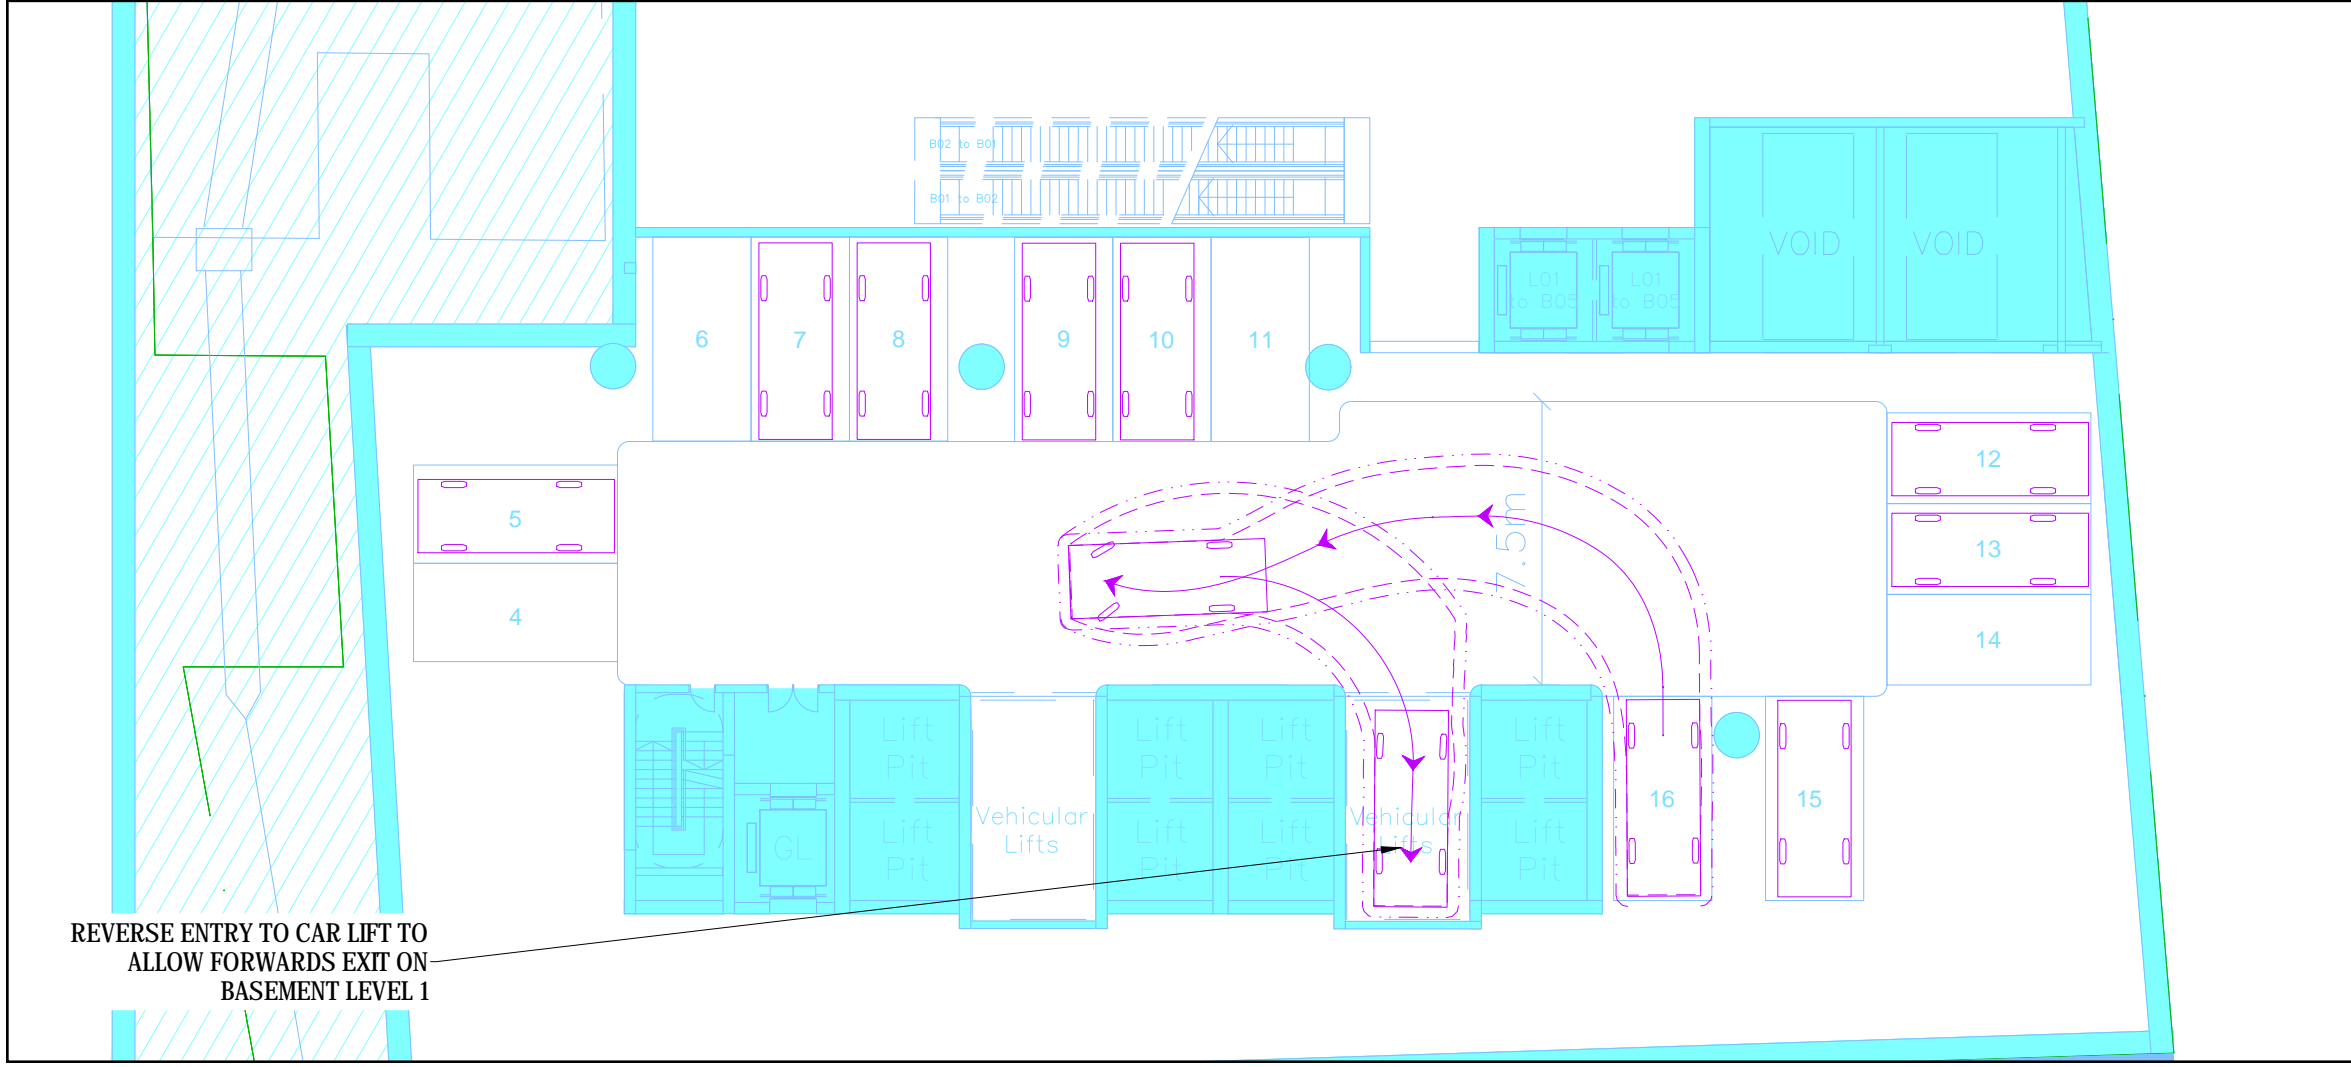 B02 to B01
B01 to B02
VOID
VOID
L01
to B05
L01
to B05
6
7
8
9
10
11
12
5
7.5m
13
4
14
Lift
Pit
Lift
Pit
Lift
Pit
Lift
Pit
16
15
Vehicular
Lifts
Vehicular
Lifts
GL
Lift
Pit
Lift
Pit
Lift
Pit
Lift
Pit
REVERSE ENTRY TO CAR LIFT TO
ALLOW FORWARDS EXIT ON
BASEMENT LEVEL 1